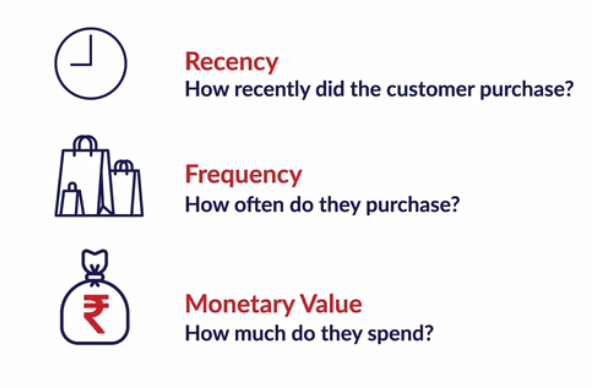 Recency
How recently did the customer purchase?
Frequency
How often do they purchase?
₹
Monetary Value
How much do they spend?